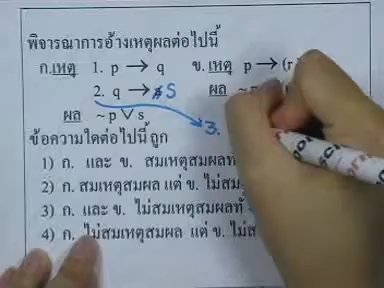 พิจารณาการอ้างเหตุผลต่อไปนี้
ก.เหตุ 1. p → q ข. เหตุ p → (r
2. q → s S
ผล ~ p ∨ s ผล
3.
ข้อความใดต่อไปนี้ ถูก
1) ก. และ ข. สมเหตุสมผล
2) ก. สมเหตุสมผล แต่ ข. ไม่สม
3) ก. และ ข. ไม่สมเหตุสมผล
4) ก. ไม่สมเหตุสมผล แต่ ข.